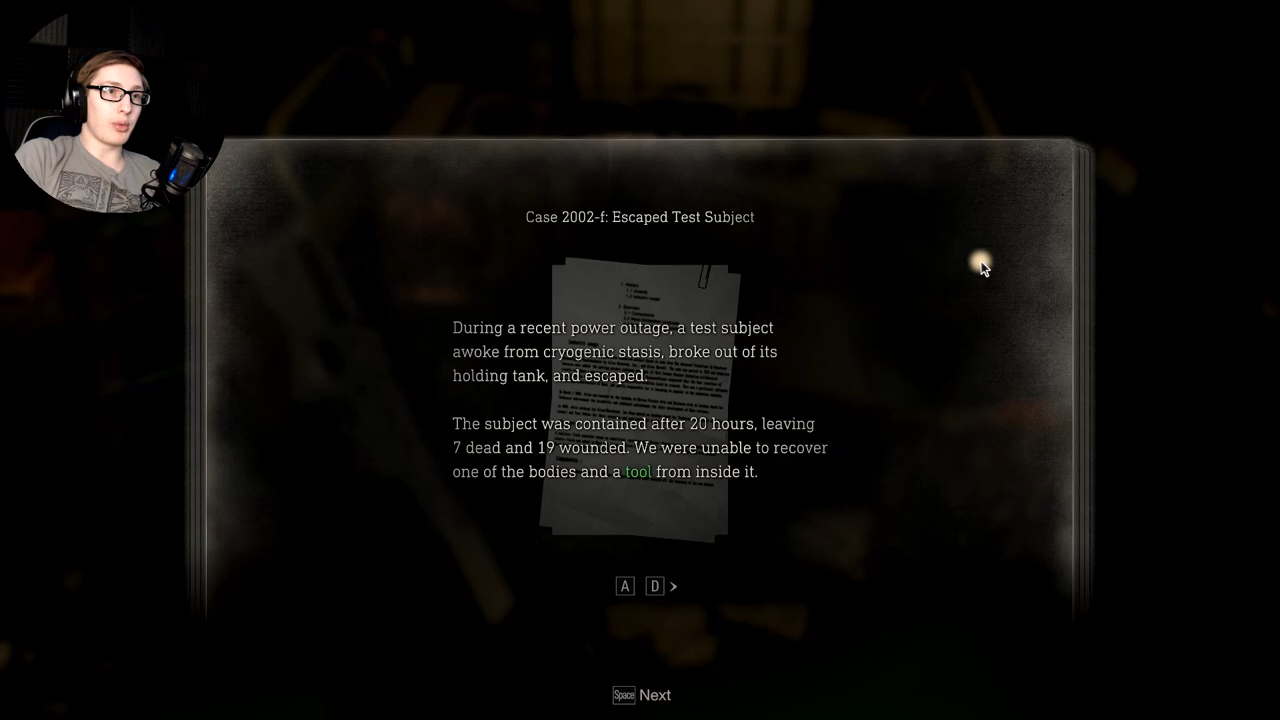 Case 2002-f: Escaped Test Subject
During a recent power outage, a test subject
awoke from cryogenic stasis, broke out of its
holding tank, and escaped.
The subject was contained after 20 hours, leaving
7 dead and 19 wounded. We were unable to recover
one of the bodies and a tool from inside it.
A D >
Space Next